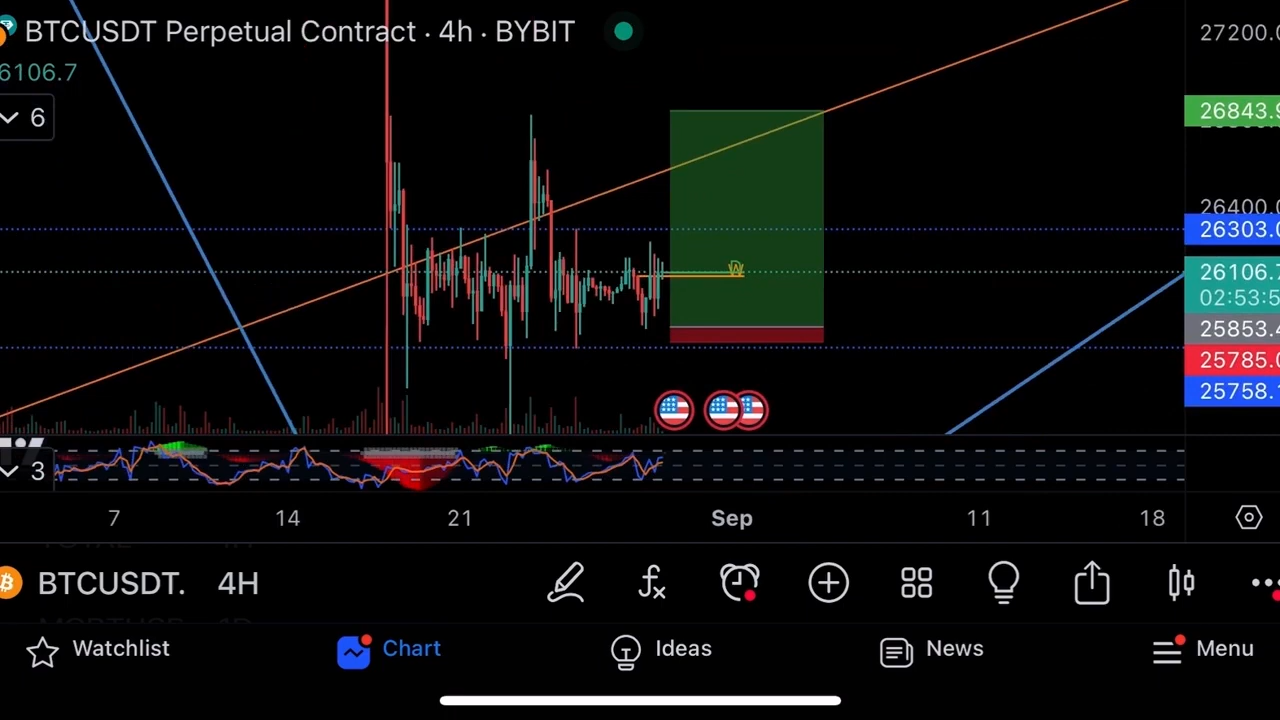 BTCUSDT Perpetual Contract · 4h · BYBIT
6106.7
6
27200.0
26843.9
26400.0
26303.0
26106.7
02:53:5
25853.4
25785.0
25758.1
W
3
7 14 21 Sep 11 18
BTCUSDT. 4H
Watchlist Chart Ideas News Menu